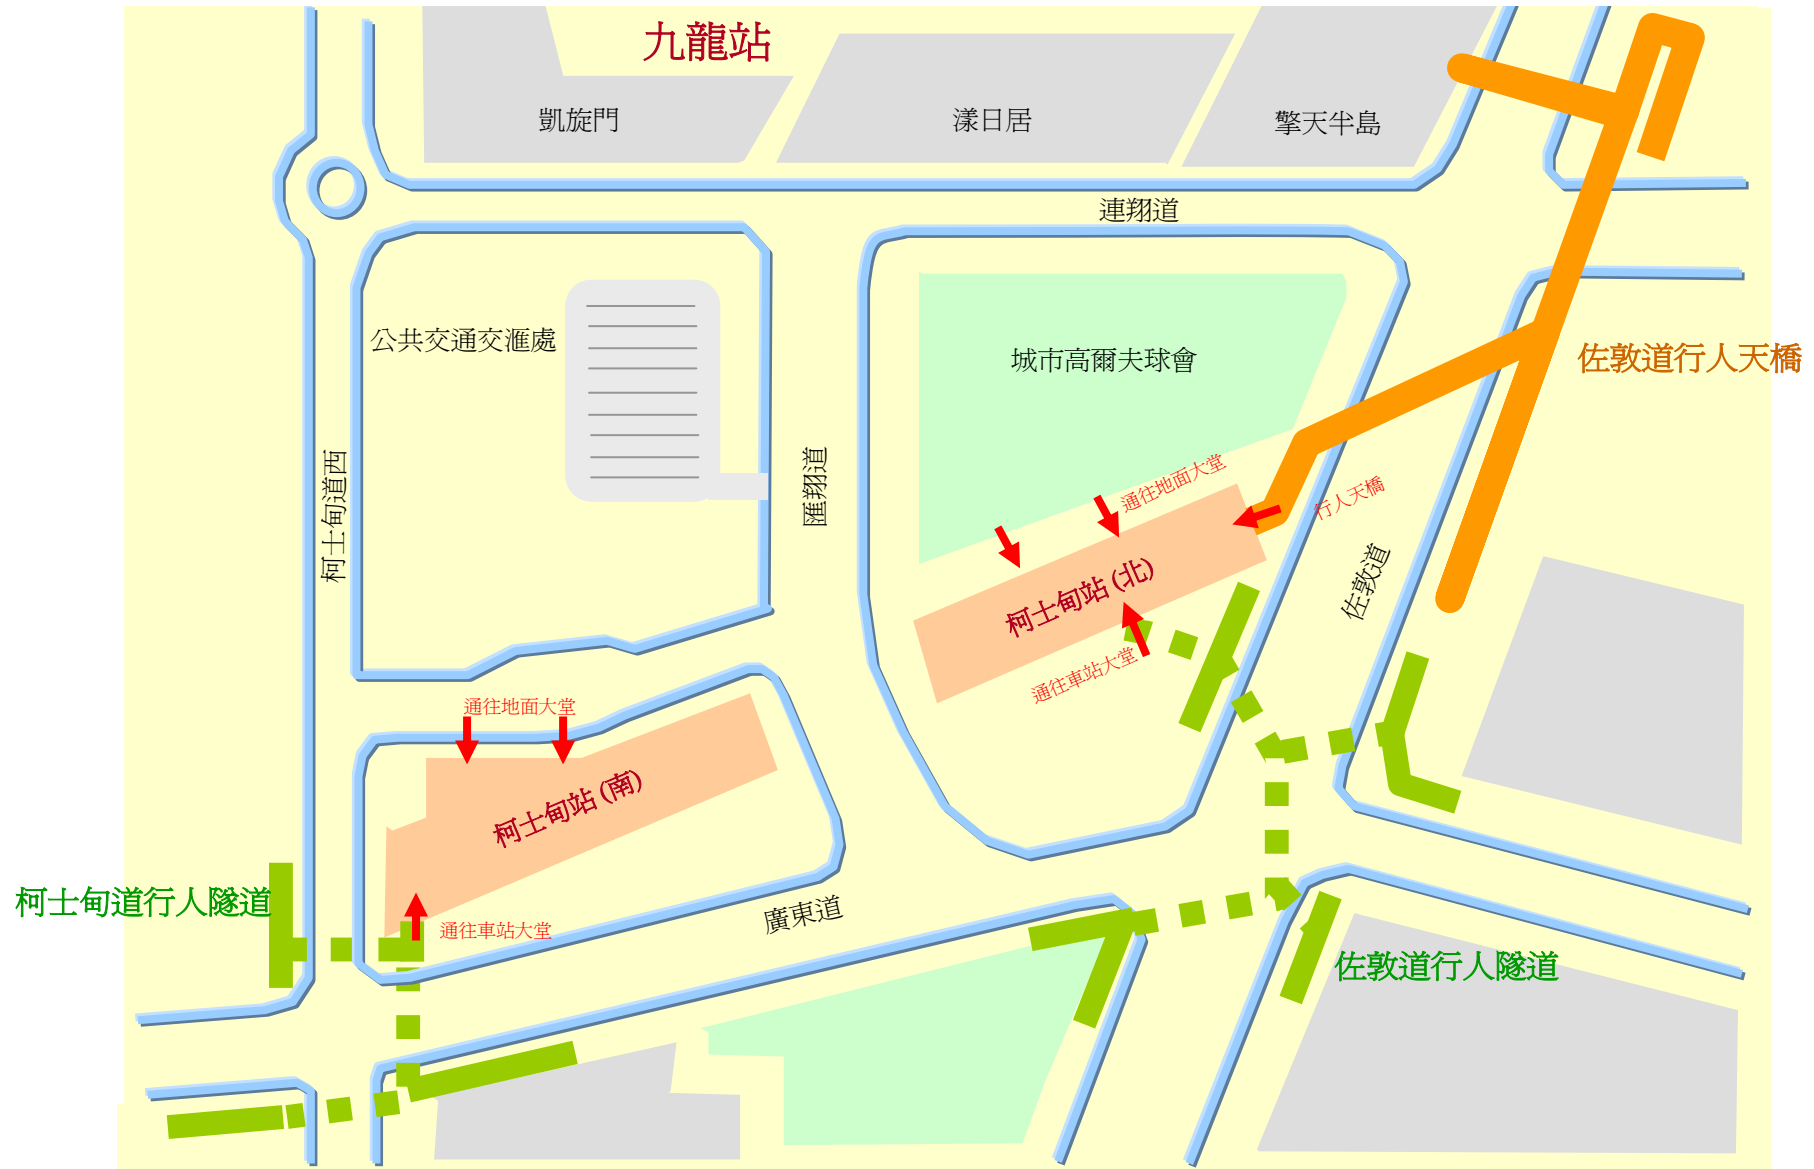 九龍站
凱旋門
漾日居
擎天半島
連翔道
公共交通交滙處
城市高爾夫球會
佐敦道行人天橋
柯士甸道西
匯翔道
通往地面大堂
行人天橋
佐敦道
柯士甸站(北)
通往車站大堂
通往地面大堂
柯士甸站(南)
柯士甸道行人隧道
通往車站大堂
廣東道
佐敦道行人隧道